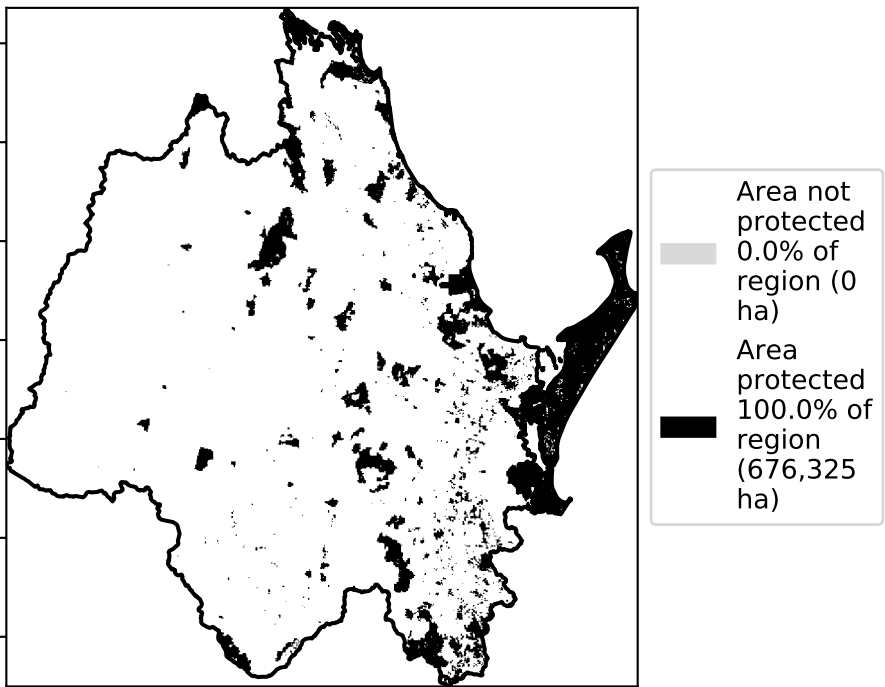 Area not
protected
0.0% of
region (0
ha)
Area
protected
100.0% of
region
(676,325
ha)